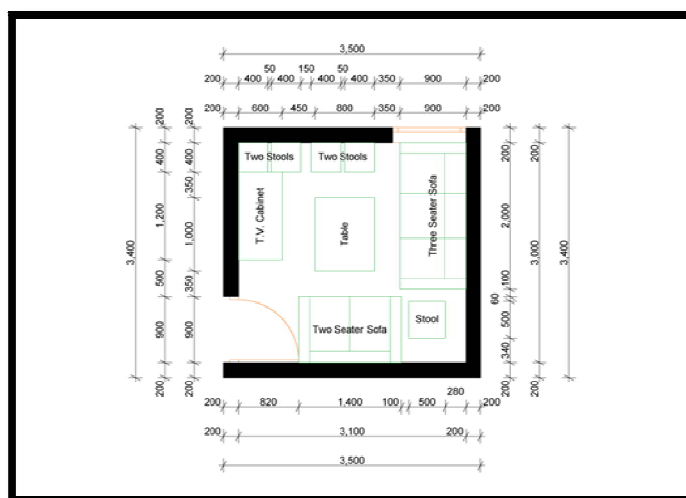 3,500
50 150 50
200 400 400 400 400 350 900 200
200 600 450 800 350 900 200
200 400 1,200 500 900 200
200 400 350 1,000 350 900 200
3,400
Two Stools Two Stools
T.V. Cabinet
Table
Three Seater Sofa
Two Seater Sofa
Stool
200 2,000 100 60 500 340 200
200 3,000 200
3,400
280
200 820 1,400 100 500 200
200 3,100 200
3,500